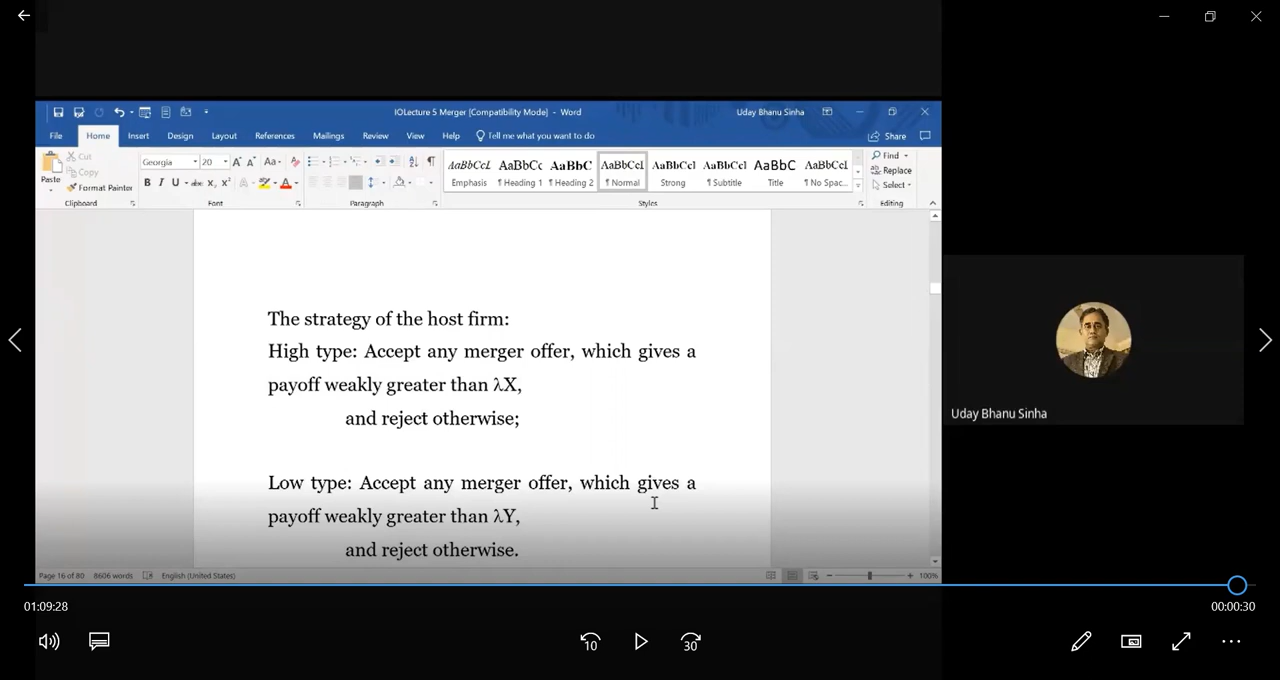 IOLecture 5 Merger [Compatibility Mode] - Word
Uday Bhanu Sinha
File Home Insert Design Layout References Mailings Review View Help Tell me what you want to do Share
Paste
Cut
Copy
Format Painter
Clipboard
Georgia 20
Font
Paragraph
AaBbCcL AaBbCc AaBbC AaBbCcL AaBbCcl AaBbCcL AaBbC AaBbCcL
Emphasis ¶ Heading 1 ¶ Heading 2 ¶ Normal Strong ¶ Subtitle Title ¶ No Spac...
Styles
Find
Replace
Select
Editing
The strategy of the host firm:
High type: Accept any merger offer, which gives a
payoff weakly greater than λX,
and reject otherwise;
Low type: Accept any merger offer, which gives a
payoff weakly greater than λY,
and reject otherwise.
Page 16 of 80 8606 words English (United States) 100%
Uday Bhanu Sinha
01:09:28 00:00:30
10 30